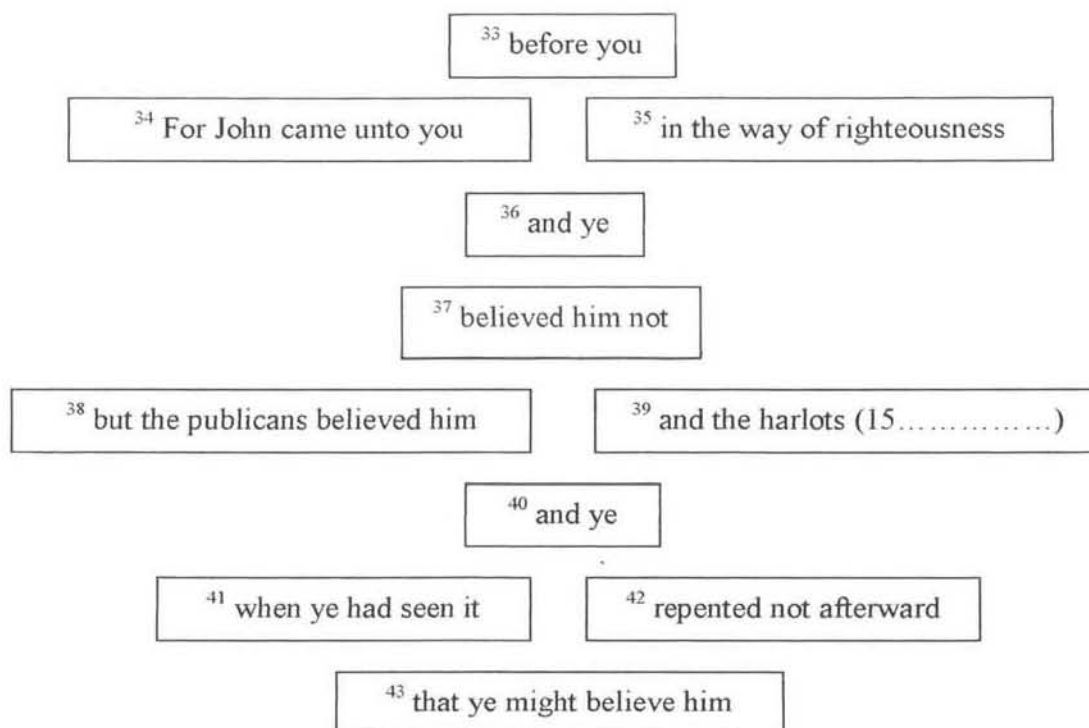 ³³ before you
³⁴ For John came unto you ³⁵ in the way of righteousness
³⁶ and ye
³⁷ believed him not
³⁸ but the publicans believed him ³⁹ and the harlots (15……………)
⁴⁰ and ye
⁴¹ when ye had seen it ⁴² repented not afterward
⁴³ that ye might believe him